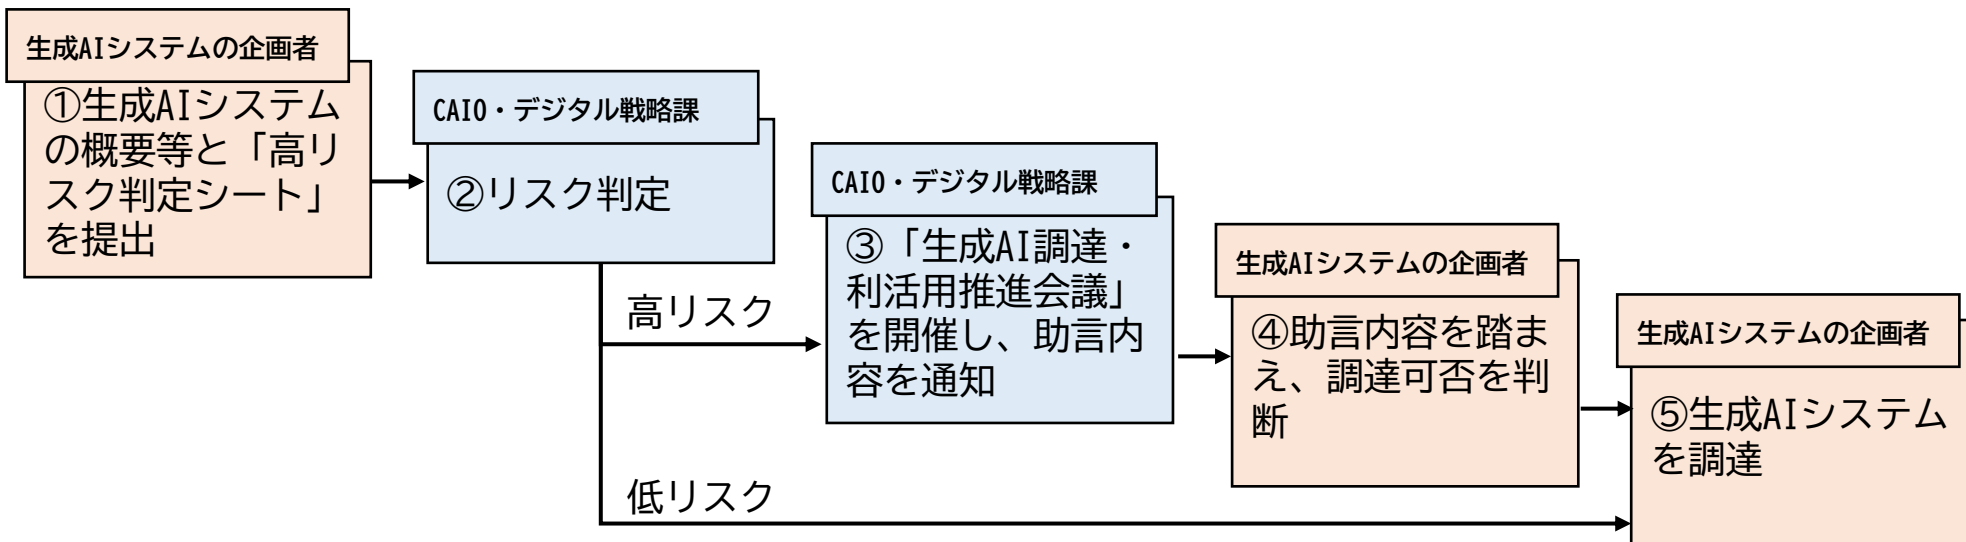 生成AIシステムの企画者
①生成AIシステム
の概要等と「高リ
スク判定シート」
を提出
CAIO・デジタル戦略課
②リスク判定
高リスク
低リスク
CAIO・デジタル戦略課
③「生成AI調達・
利活用推進会議」
を開催し、助言内
容を通知
生成AIシステムの企画者
④助言内容を踏ま
え、調達可否を判
断
生成AIシステムの企画者
⑤生成AIシステム
を調達